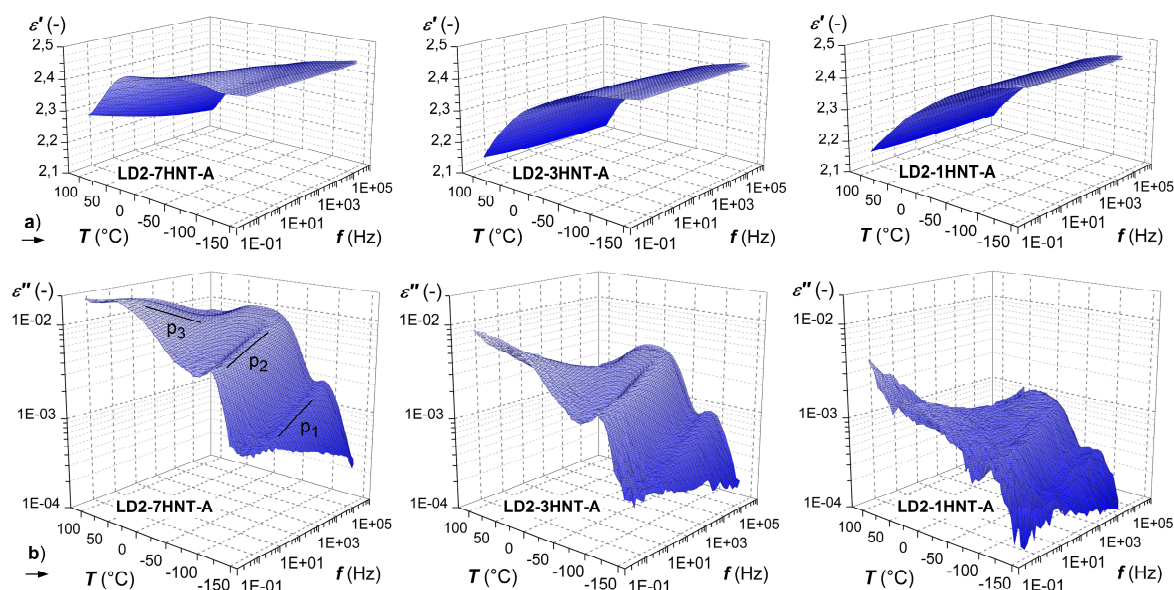 ε' (-)
2,5
2,4
2,3
2,2
2,1
100
50
0
-50
-100
-150
1E-01
1E+01
1E+03
1E+05
T (°C)
f (Hz)
LD2-7HNT-A
a)
ε' (-)
2,5
2,4
2,3
2,2
2,1
100
50
0
-50
-100
-150
1E-01
1E+01
1E+03
1E+05
T (°C)
f (Hz)
LD2-3HNT-A
ε' (-)
2,5
2,4
2,3
2,2
2,1
100
50
0
-50
-100
-150
1E-01
1E+01
1E+03
1E+05
T (°C)
f (Hz)
LD2-1HNT-A
ε'' (-)
1E-02
1E-03
1E-04
p3
p2
p1
100
50
0
-50
-100
-150
1E-01
1E+01
1E+03
1E+05
T (°C)
f (Hz)
LD2-7HNT-A
b)
ε'' (-)
1E-02
1E-03
1E-04
100
50
0
-50
-100
-150
1E-01
1E+01
1E+03
1E+05
T (°C)
f (Hz)
LD2-3HNT-A
ε'' (-)
1E-02
1E-03
1E-04
100
50
0
-50
-100
-150
1E-01
1E+01
1E+03
1E+05
T (°C)
f (Hz)
LD2-1HNT-A